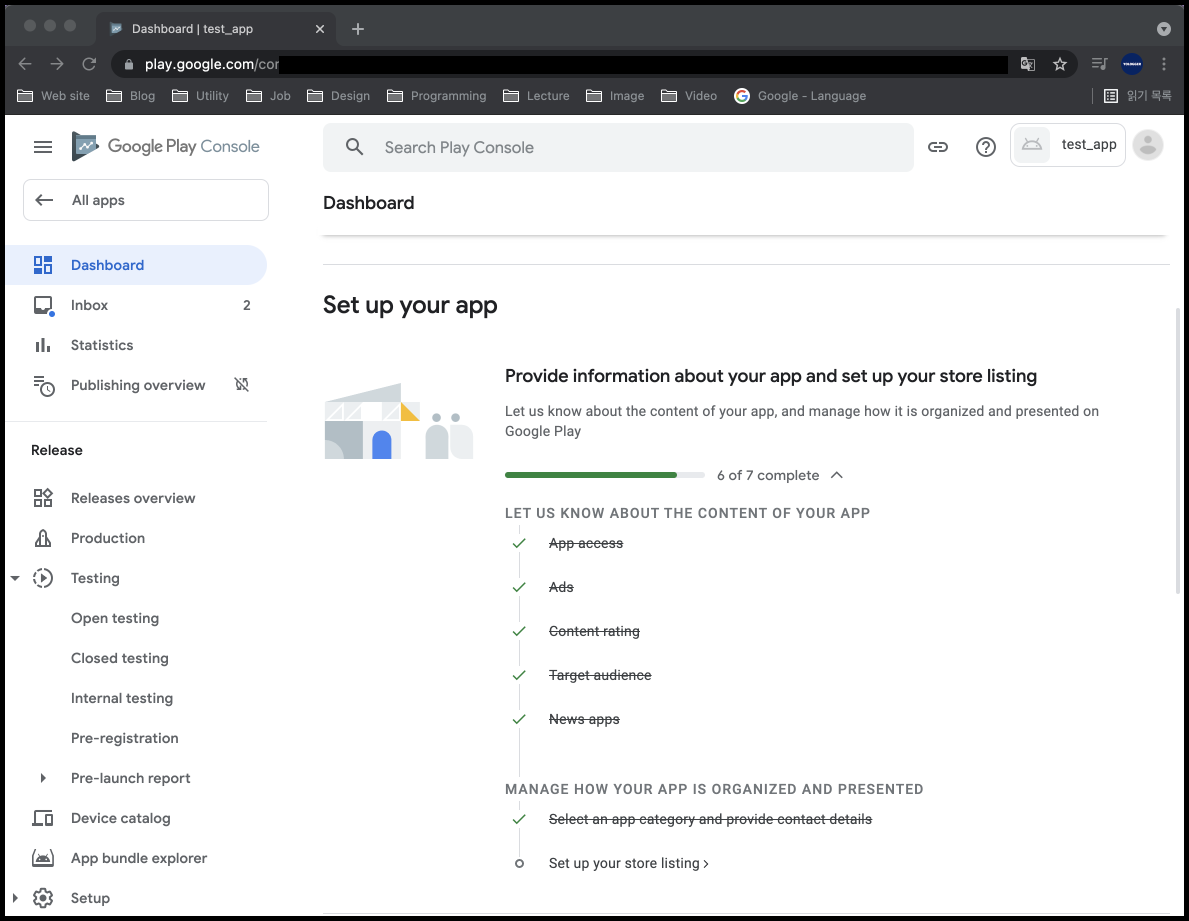 Dashboard | test_app
play.google.com/cor
Web site
Blog
Utility
Job
Design
Programming
Lecture
Image
Video
Google - Language
읽기 목록
Google Play Console
Search Play Console
test_app
All apps
Dashboard
Dashboard
Inbox
2
Statistics
Publishing overview
Release
Releases overview
Production
Testing
Open testing
Closed testing
Internal testing
Pre-registration
Pre-launch report
Device catalog
App bundle explorer
Setup
Set up your app
Provide information about your app and set up your store listing
Let us know about the content of your app, and manage how it is organized and presented on
Google Play
6 of 7 complete
LET US KNOW ABOUT THE CONTENT OF YOUR APP
App access
Ads
Content rating
Target audience
News apps
MANAGE HOW YOUR APP IS ORGANIZED AND PRESENTED
Select an app category and provide contact details
Set up your store listing